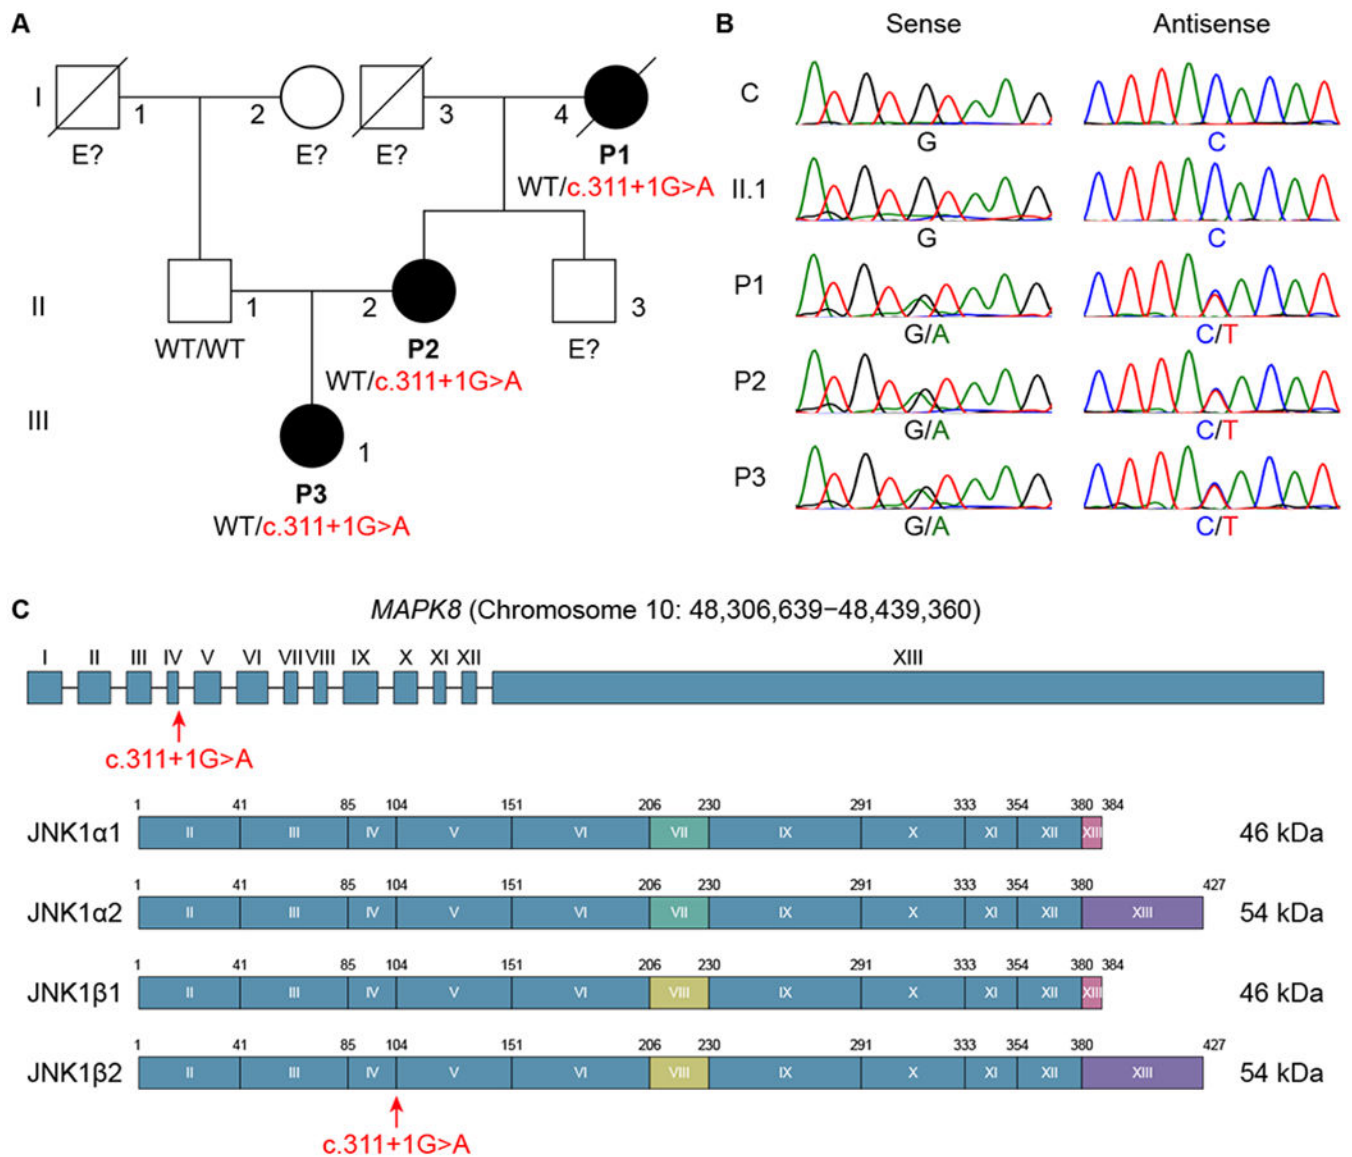 A
I
1
2
3
4
E?
E?
E?
P1
WT/c.311+1G>A
II
1
2
3
WT/WT
P2
E?
WT/c.311+1G>A
III
1
P3
WT/c.311+1G>A
B
Sense Antisense
C
G C
II.1
G C
P1
G/A C/T
P2
G/A C/T
P3
G/A C/T
C
MAPK8 (Chromosome 10: 48,306,639−48,439,360)
I II III IV V VI VII VIII IX X XI XII XIII
c.311+1G>A
1 41 85 104 151 206 230 291 333 354 380 384
JNK1α1 II III IV V VI VII IX X XI XII XIII 46 kDa
1 41 85 104 151 206 230 291 333 354 380 427
JNK1α2 II III IV V VI VII IX X XI XII XIII 54 kDa
1 41 85 104 151 206 230 291 333 354 380 384
JNK1β1 II III IV V VI VIII IX X XI XII XIII 46 kDa
1 41 85 104 151 206 230 291 333 354 380 427
JNK1β2 II III IV V VI VIII IX X XI XII XIII 54 kDa
c.311+1G>A